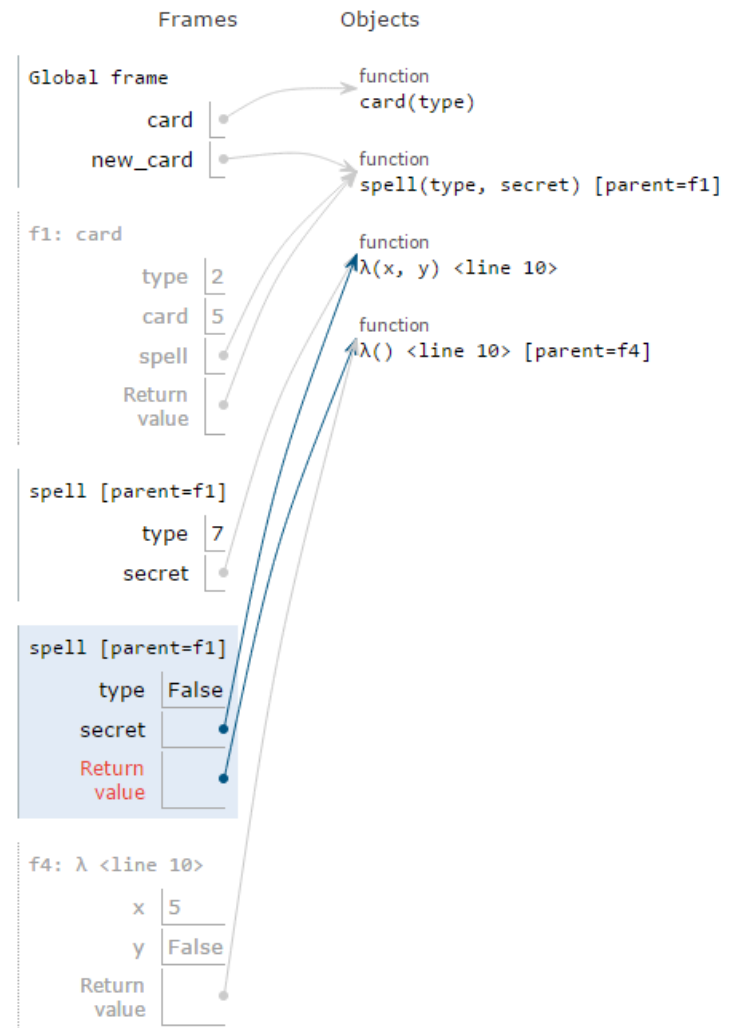 Frames Objects
Global frame
card
new_card
function
card(type)
function
spell(type, secret) [parent=f1]
function
λ(x, y) <line 10>
function
λ() <line 10> [parent=f4]
f1: card
type 2
card 5
spell
Return
value
spell [parent=f1]
type 7
secret
spell [parent=f1]
type False
secret
Return
value
f4: λ <line 10>
x 5
y False
Return
value